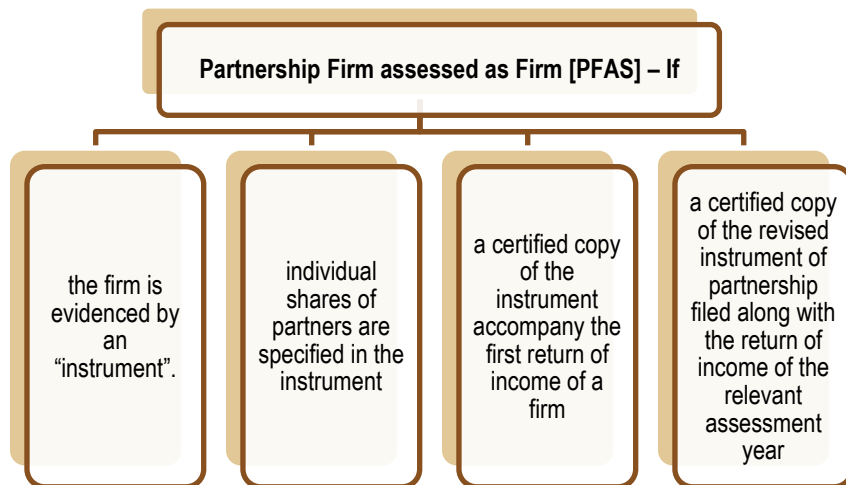 Partnership Firm assessed as Firm [PFAS] – If
the firm is
evidenced by
an
“instrument”.
individual
shares of
partners are
specified in the
instrument
a certified copy
of the
instrument
accompany the
first return of
income of a
firm
a certified copy
of the revised
instrument of
partnership
filed along with
the return of
income of the
relevant
assessment
year